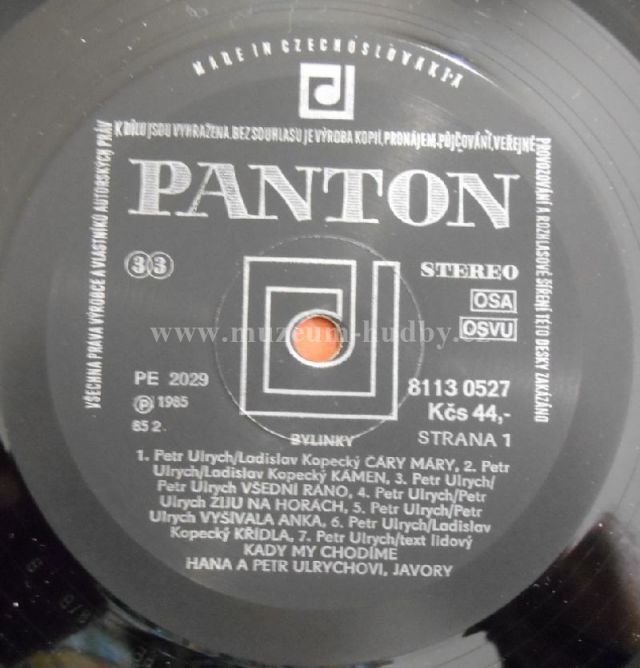 MADE IN CZECHOSLOVAKIA
VŠECHNA PRÁVA VÝROBCE A VLASTNÍKŮ AUTORSKÝCH PRÁV
K DÍLU JSOU VYHRAZENA. BEZ SOUHLASU JE VÝROBA KOPIÍ, PRONÁJEM, PŮJČOVÁNÍ, VEŘEJNÉ
PROVOZOVÁNÍ A ROZHLASOVÉ ŠÍŘENÍ TÉTO DESKY ZAKÁZÁNO
PANTON
33
STEREO
OSA
OSVU
www.muzeum-hudby.cz
PE 2029
Ⓟ 1985
85 2.
8113 0527
Kčs 44,-
BYLINKY
STRANA 1
1. Petr Ulrych/Ladislav Kopecký ČÁRY MÁRY, 2. Petr
Ulrych/Ladislav Kopecký KÁMEN, 3. Petr Ulrych/
Petr Ulrych VŠEDNÍ RÁNO, 4. Petr Ulrych/Petr
Ulrych ŽIJU NA HORÁCH, 5. Petr Ulrych/Petr
Ulrych VYŠÍVALA ANKA, 6. Petr Ulrych/Ladislav
Kopecký KŘÍDLA, 7. Petr Ulrych/text lidový
KADY MY CHODÍME
HANA A PETR ULRYCHOVI, JAVORY